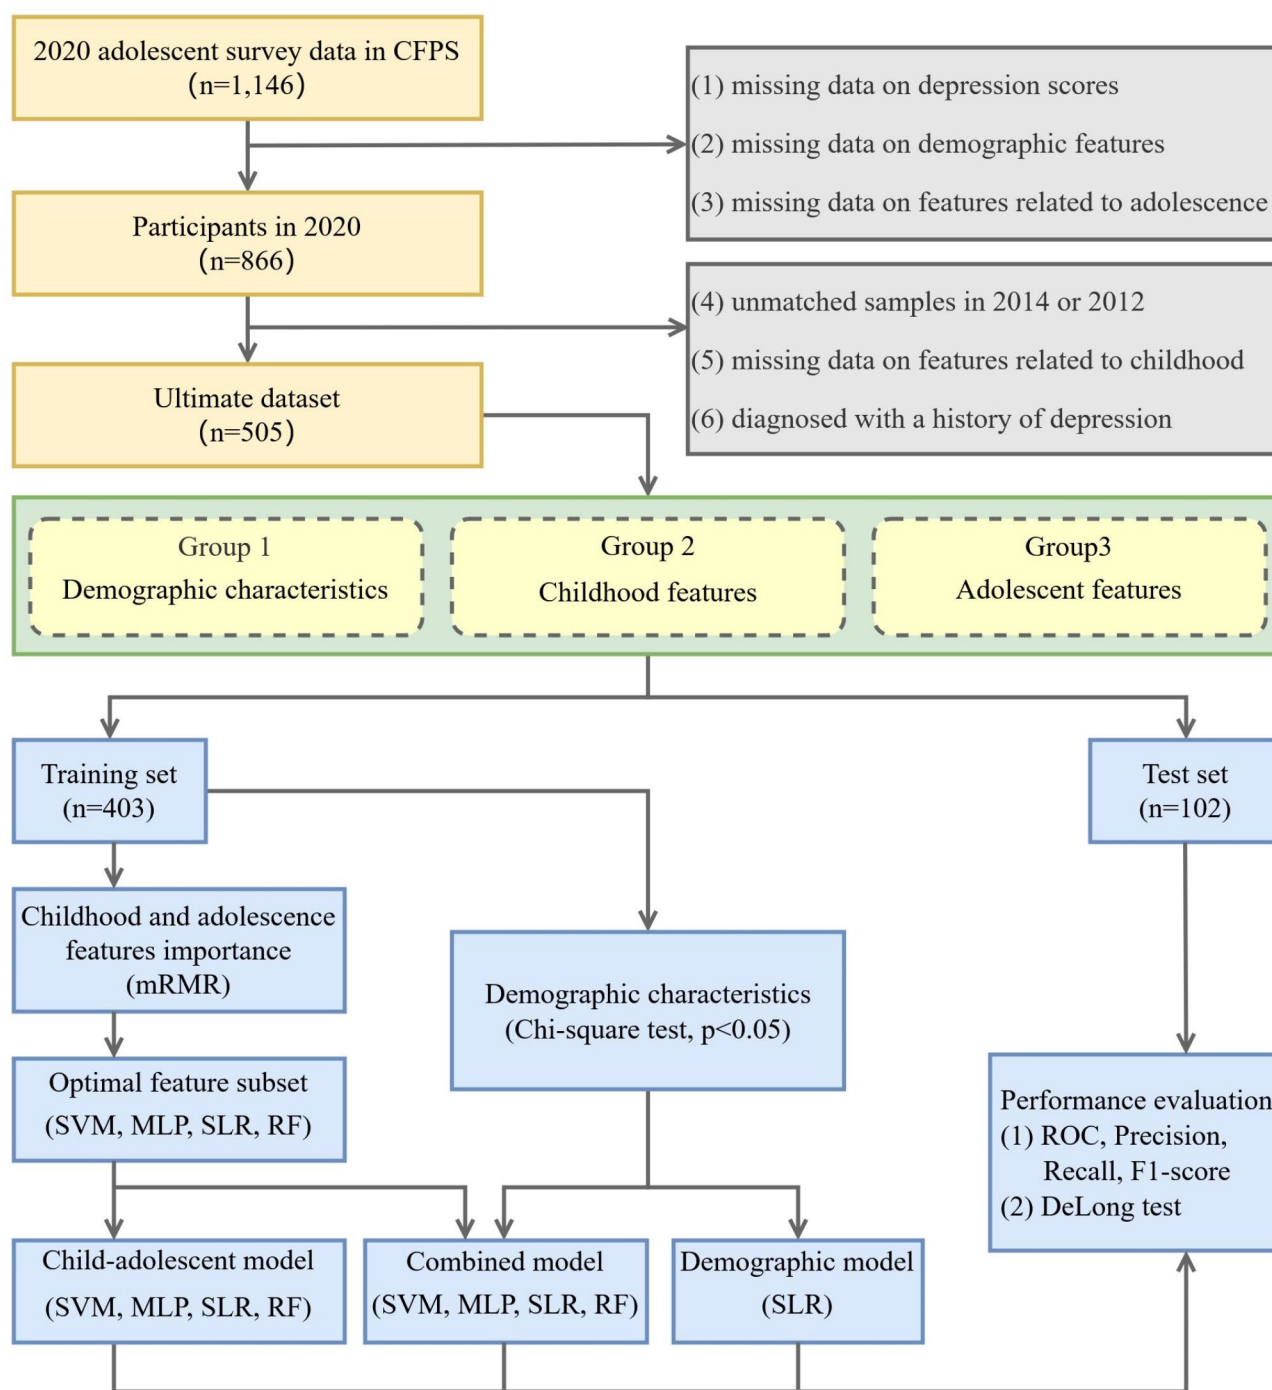 2020 adolescent survey data in CFPS
(n=1,146)
(1) missing data on depression scores
(2) missing data on demographic features
(3) missing data on features related to adolescence
Participants in 2020
(n=866)
(4) unmatched samples in 2014 or 2012
(5) missing data on features related to childhood
(6) diagnosed with a history of depression
Ultimate dataset
(n=505)
Group 1
Demographic characteristics
Group 2
Childhood features
Group3
Adolescent features
Training set
(n=403)
Test set
(n=102)
Childhood and adolescence
features importance
(mRMR)
Demographic characteristics
(Chi-square test, p<0.05)
Optimal feature subset
(SVM, MLP, SLR, RF)
Performance evaluation
(1) ROC, Precision,
Recall, F1-score
(2) DeLong test
Child-adolescent model
(SVM, MLP, SLR, RF)
Combined model
(SVM, MLP, SLR, RF)
Demographic model
(SLR)